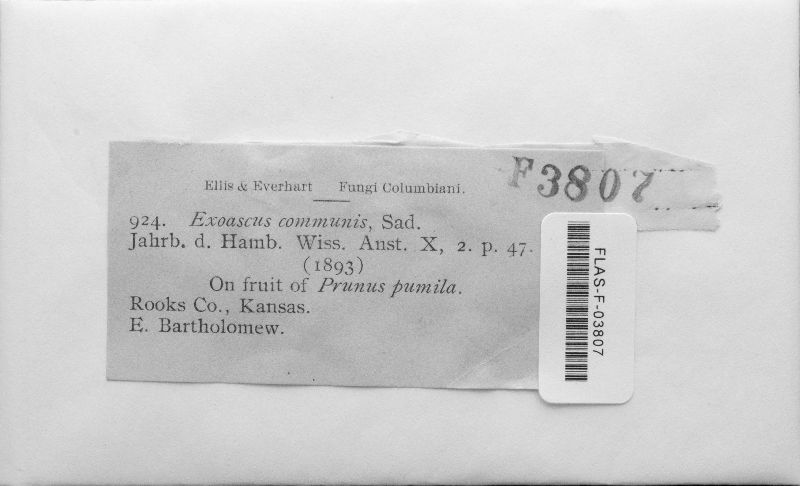 Ellis & Everhart Fungi Columbiani.
F3807
924. Exoascus communis, Sad.
Jahrb. d. Hamb. Wiss. Anst. X, 2. p. 47.
(1893)
On fruit of Prunus pumila.
Rooks Co., Kansas.
E. Bartholomew.
FLAS-F-03807